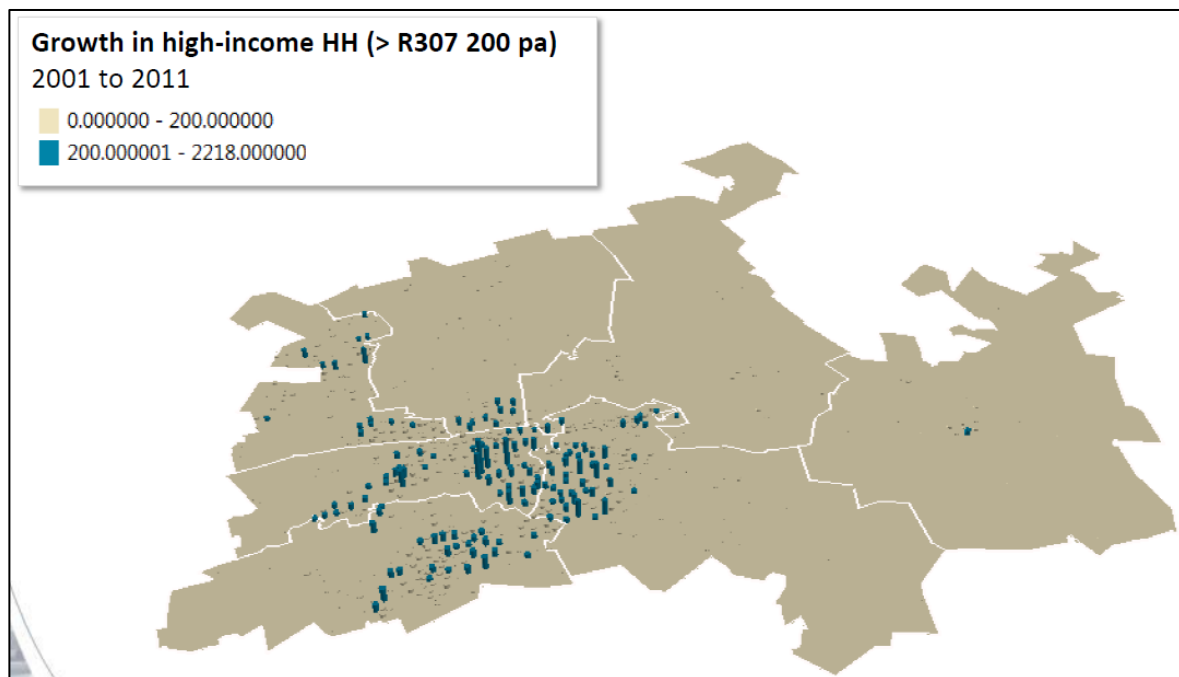 Growth in high-income HH (> R307 200 pa)
2001 to 2011
0.000000 - 200.000000
200.000001 - 2218.000000